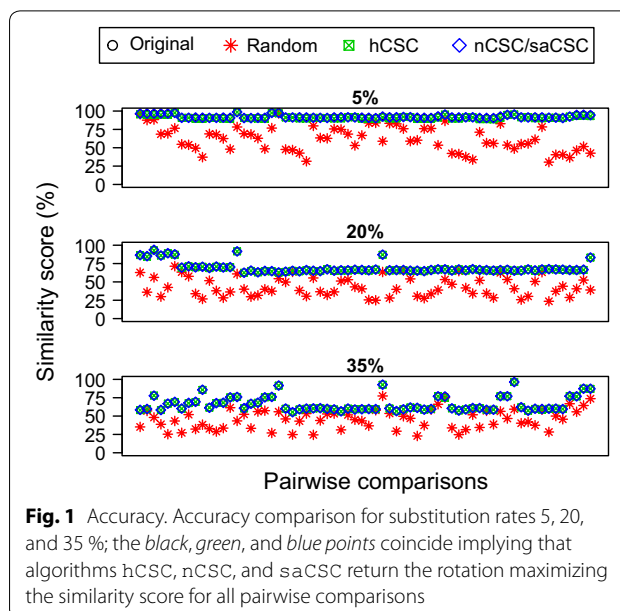 Original Random hCSC nCSC/saCSC
5%
100
75
50
25
0
20%
100
75
50
25
0
35%
100
75
50
25
0
Similarity score (%)
Pairwise comparisons
Fig. 1 Accuracy. Accuracy comparison for substitution rates 5, 20,
and 35 %; the black, green, and blue points coincide implying that
algorithms hCSC, nCSC, and saCSC return the rotation maximizing
the similarity score for all pairwise comparisons